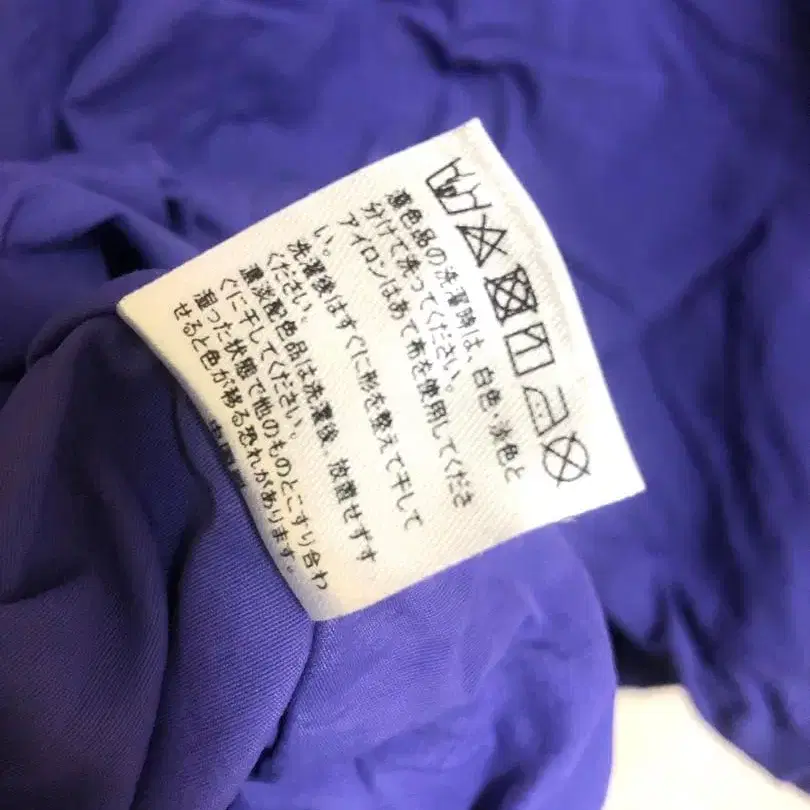 濃色品の洗濯時は、白色・淡色と
分けて洗ってください。
アイロンはあて布を使用してくださ
い。
洗濯後はすぐに形を整えて干して
ください。
濃淡配色品は洗濯後、放置せずす
ぐに干してください。
湿った状態で他のものとこすり合わ
せると色が移る恐れがあります。